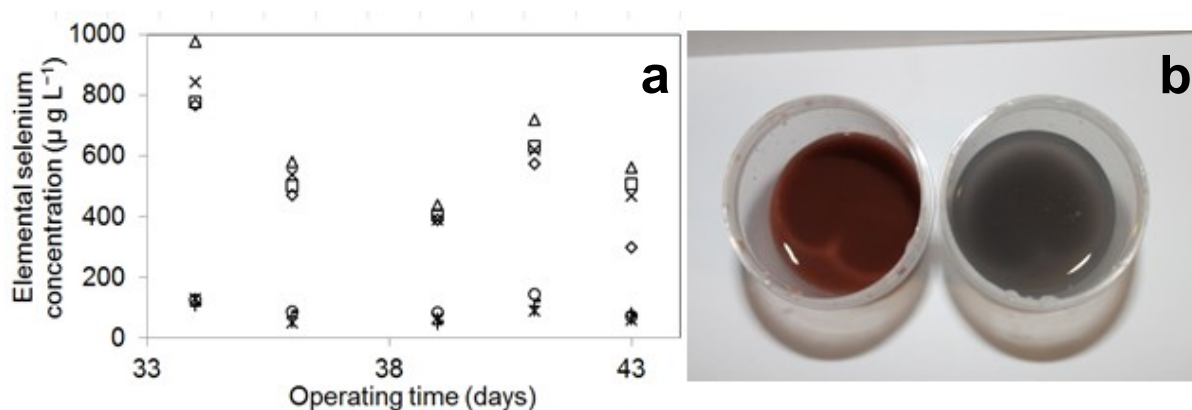 a
b
1000
800
600
400
200
0
33
38
43
Elemental selenium
concentration (µ g L⁻¹)
Operating time (days)